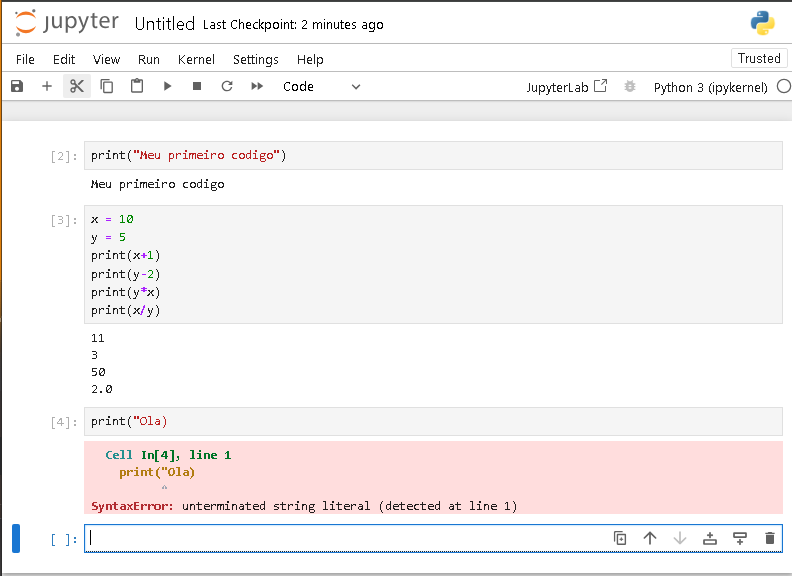 jupyter Untitled Last Checkpoint: 2 minutes ago
File Edit View Run Kernel Settings Help
Trusted
Code
JupyterLab
Python 3 (ipykernel)
[2]: print("Meu primeiro codigo")
Meu primeiro codigo
[3]: x = 10
y = 5
print(x+1)
print(y-2)
print(y*x)
print(x/y)
11
3
50
2.0
[4]: print("Ola)
Cell In[4], line 1
print("Ola)
^
SyntaxError: unterminated string literal (detected at line 1)
[ ]: